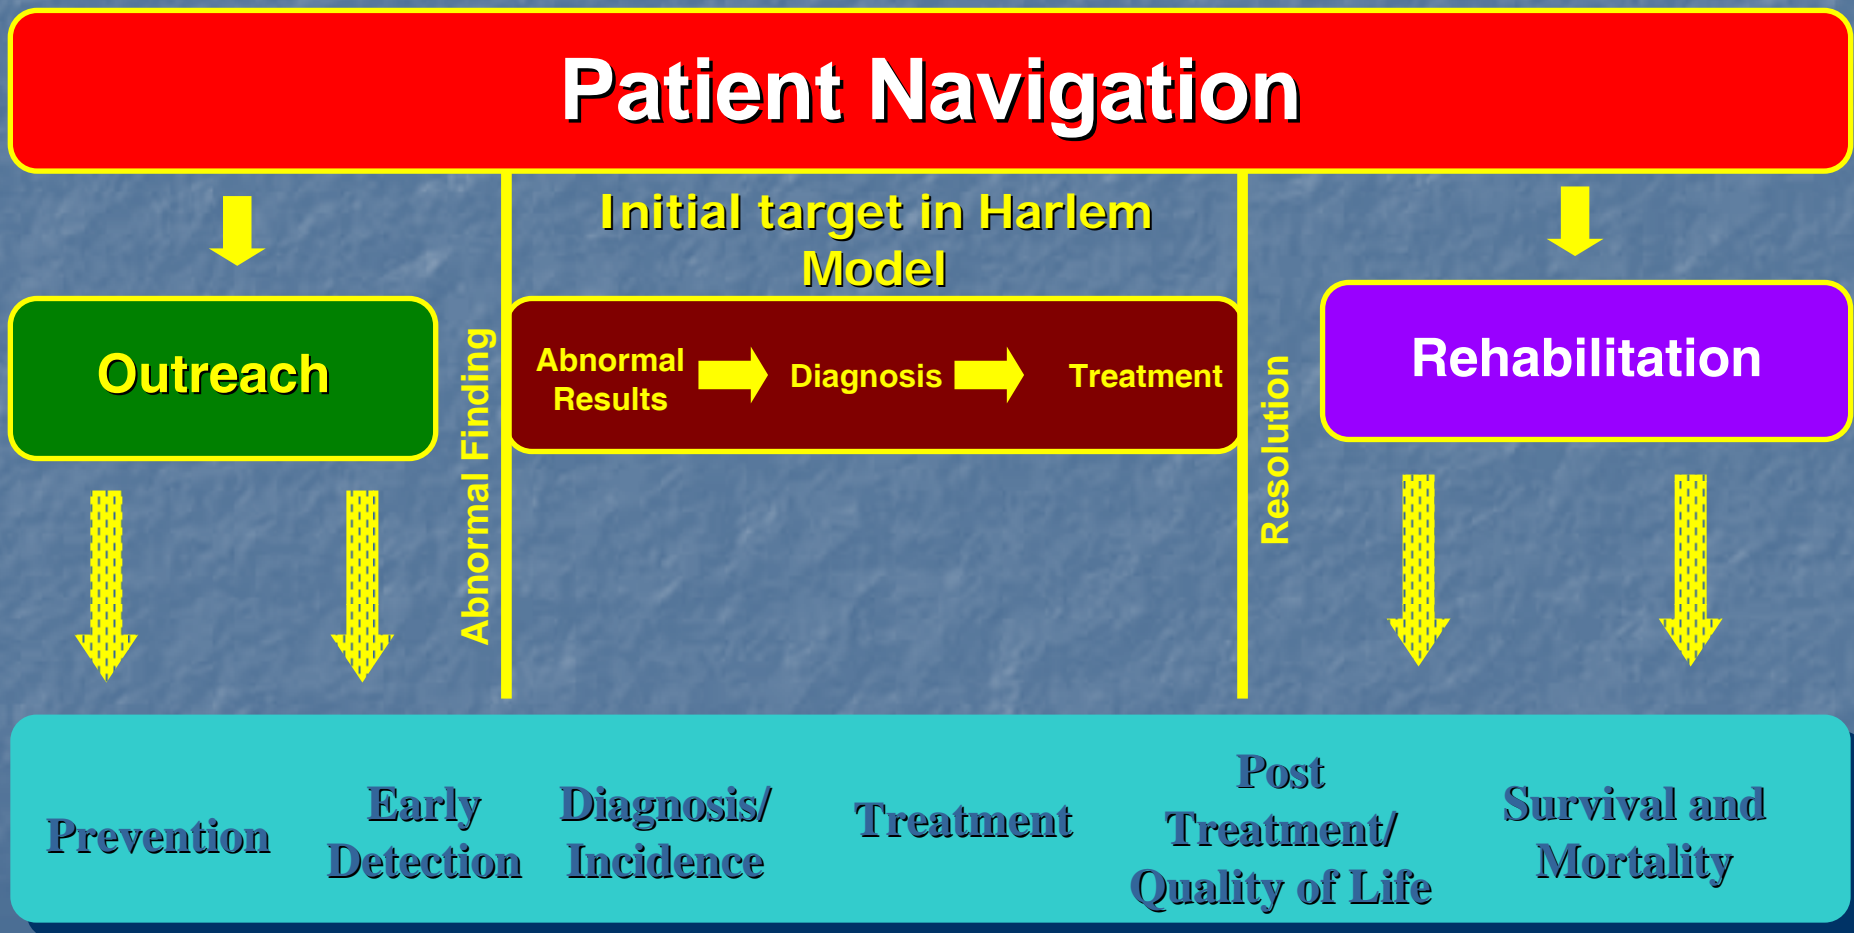 Patient Navigation
Initial target in Harlem
Model
Outreach
Abnormal Finding
Abnormal
Results
Diagnosis
Treatment
Resolution
Rehabilitation
Prevention
Early
Detection
Diagnosis/
Incidence
Treatment
Post
Treatment/
Quality of Life
Survival and
Mortality